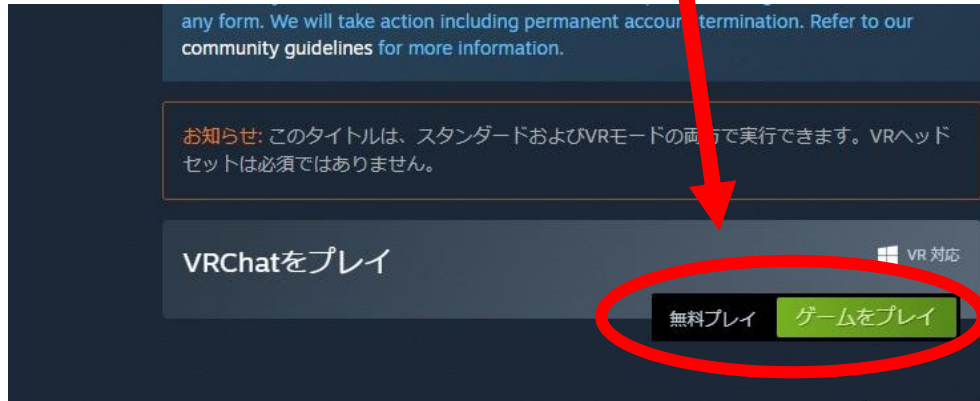 any form. We will take action including permanent account termination. Refer to our
community guidelines for more information.
お知らせ: このタイトルは、スタンダードおよびVRモードの両方で実行できます。VRヘッド
セットは必須ではありません。
VRChatをプレイ
VR 対応
無料プレイ
ゲームをプレイ